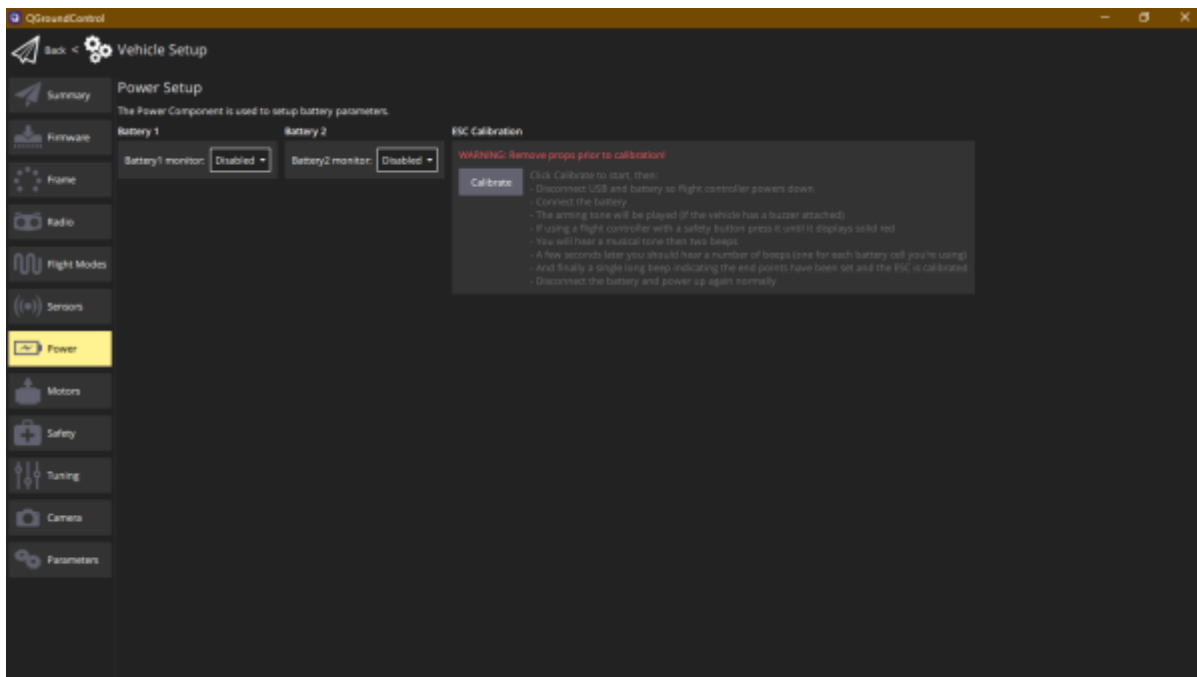 QGroundControl
Back < Vehicle Setup
Summary
Firmware
Frame
Radio
Flight Modes
Sensors
Power
Motors
Safety
Tuning
Camera
Parameters
Power Setup
The Power Component is used to setup battery parameters.
Battery 1
Battery1 monitor: Disabled
Battery 2
Battery2 monitor: Disabled
ESC Calibration
WARNING: Remove props prior to calibration!
Calibrate
Click Calibrate to start, then:
- Disconnect USB and battery so flight controller powers down
- Connect the battery
- The arming tone will be played (if the vehicle has a buzzer attached)
- If using a flight controller with a safety button press it until it displays solid red
- You will hear a musical tone then two beeps
- A few seconds later you should hear a number of beeps (one for each battery cell you're using)
- And finally a single long beep indicating the end points have been set and the ESC is calibrated
- Disconnect the battery and power up again normally